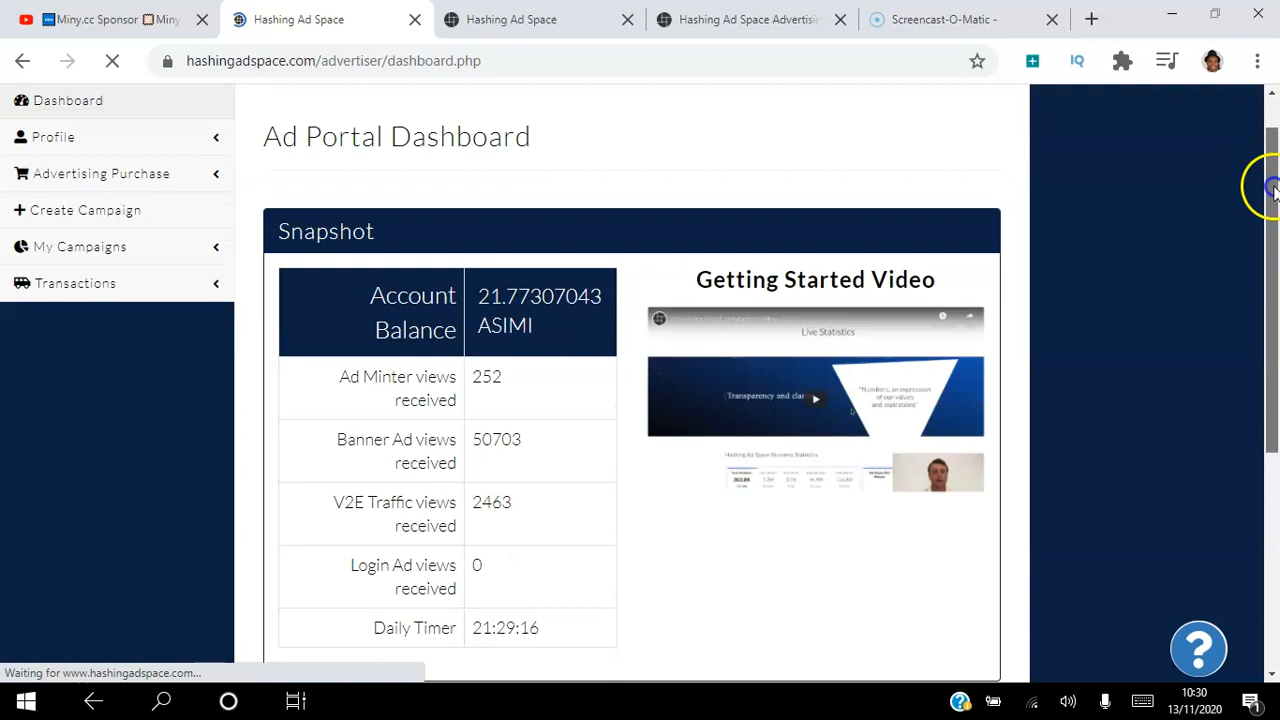 Miny.cc Sponsor Miny
Hashing Ad Space
Hashing Ad Space
Hashing Ad Space Advertisin
Screencast-O-Matic -
hashingadspace.com/advertiser/dashboard.php
IQ
Dashboard
Profile
Advertising Purchase
Create Campaign
My Campaigns
Transactions
Ad Portal Dashboard
Snapshot
Account Balance
21.77307043 ASIMI
Ad Minter views received
252
Banner Ad views received
50703
V2E Traffic views received
2463
Login Ad views received
0
Daily Timer
21:29:16
Getting Started Video
Live Statistics
Transparency and clar
"Numbers, an expression
of our values
and aspirations"
Hashing Ad Space Business Statistics
?
Waiting for www.hashingadspace.com...
10:30
13/11/2020